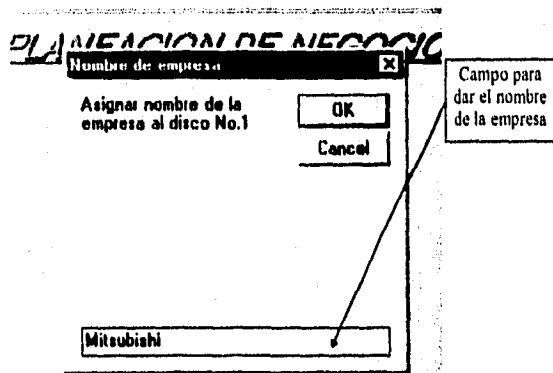 PLANEACION DE NEGOCIO
Nombre de empresa
Asignar nombre de la
empresa al disco No.1
OK
Cancel
Campo para
dar el nombre
de la empresa
Mitsubishi